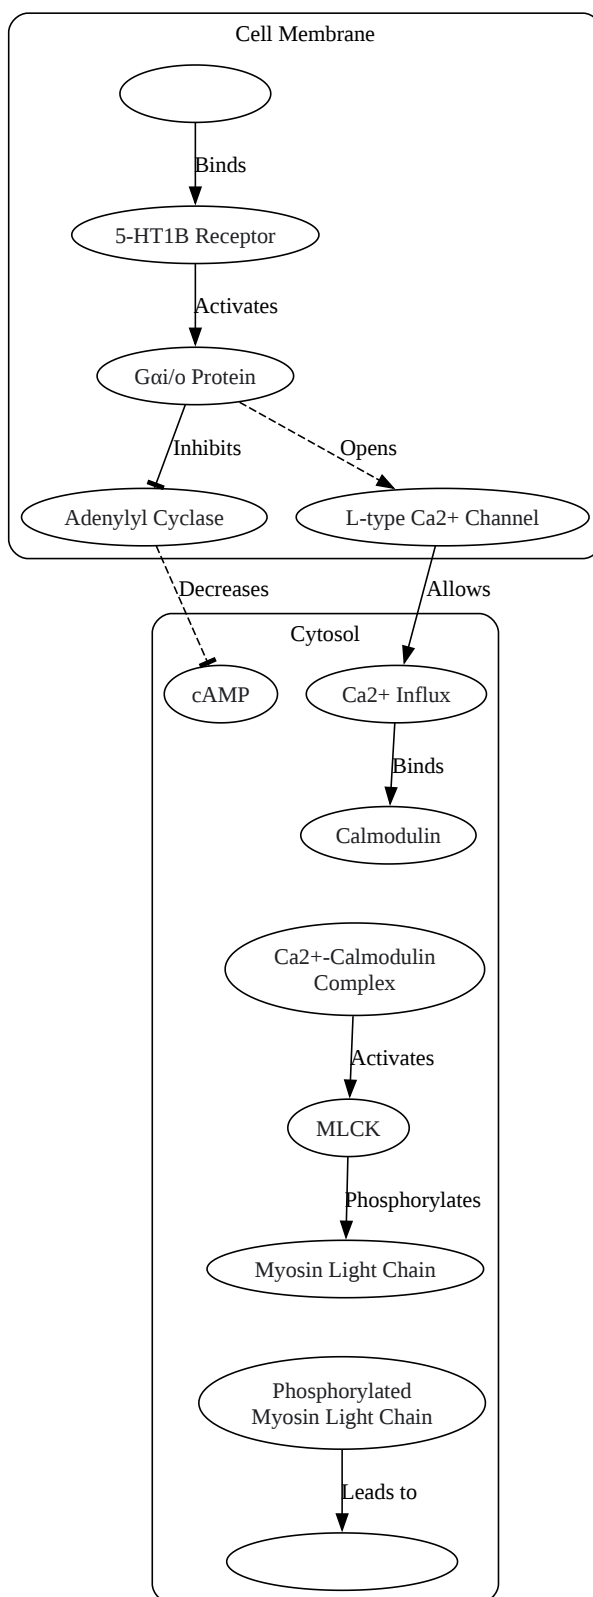 Cell Membrane
Binds
5-HT1B Receptor
Activates
Gαi/o Protein
Inhibits
Opens
Adenylyl Cyclase
L-type Ca2+ Channel
Decreases
Allows
Cytosol
cAMP
Ca2+ Influx
Binds
Calmodulin
Ca2+-Calmodulin
Complex
Activates
MLCK
Phosphorylates
Myosin Light Chain
Phosphorylated
Myosin Light Chain
Leads to